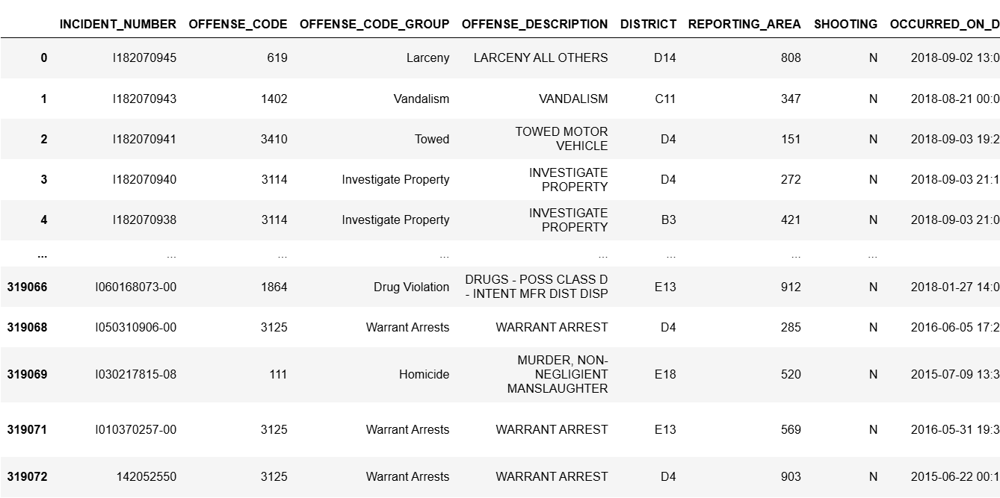 INCIDENT_NUMBER OFFENSE_CODE OFFENSE_CODE_GROUP OFFENSE_DESCRIPTION DISTRICT REPORTING_AREA SHOOTING OCCURRED_ON_D
0 I182070945 619 Larceny LARCENY ALL OTHERS D14 808 N 2018-09-02 13:0
1 I182070943 1402 Vandalism VANDALISM C11 347 N 2018-08-21 00:0
2 I182070941 3410 Towed TOWED MOTOR D4 151 N 2018-09-03 19:2
VEHICLE
3 I182070940 3114 Investigate Property INVESTIGATE D4 272 N 2018-09-03 21:1
PROPERTY
4 I182070938 3114 Investigate Property INVESTIGATE B3 421 N 2018-09-03 21:0
PROPERTY
... ... ... ... ... ... ... ...
319066 I060168073-00 1864 Drug Violation DRUGS - POSS CLASS D E13 912 N 2018-01-27 14:0
- INTENT MFR DIST DISP
319068 I050310906-00 3125 Warrant Arrests WARRANT ARREST D4 285 N 2016-06-05 17:2
319069 I030217815-08 111 Homicide MURDER, NON- E18 520 N 2015-07-09 13:3
NEGLIGIENT
MANSLAUGHTER
319071 I010370257-00 3125 Warrant Arrests WARRANT ARREST E13 569 N 2016-05-31 19:3
319072 142052550 3125 Warrant Arrests WARRANT ARREST D4 903 N 2015-06-22 00:1